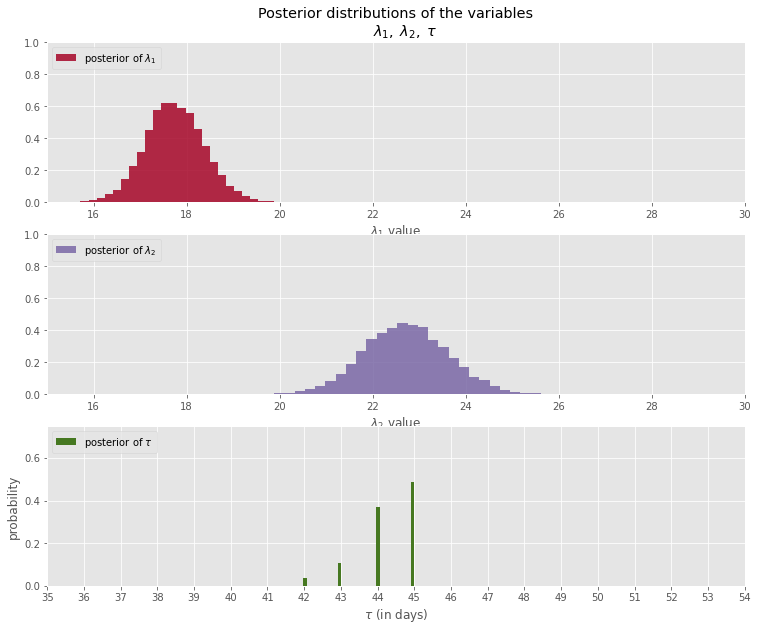 Posterior distributions of the variables
λ₁, λ₂, τ
1.0
0.8
0.6
0.4
0.2
0.0
posterior of λ₁
16 18 20 22 24 26 28 30
λ₁ value
1.0
0.8
0.6
0.4
0.2
0.0
posterior of λ₂
16 18 20 22 24 26 28 30
λ₂ value
probability
0.6
0.4
0.2
0.0
posterior of τ
35 36 37 38 39 40 41 42 43 44 45 46 47 48 49 50 51 52 53 54
τ (in days)